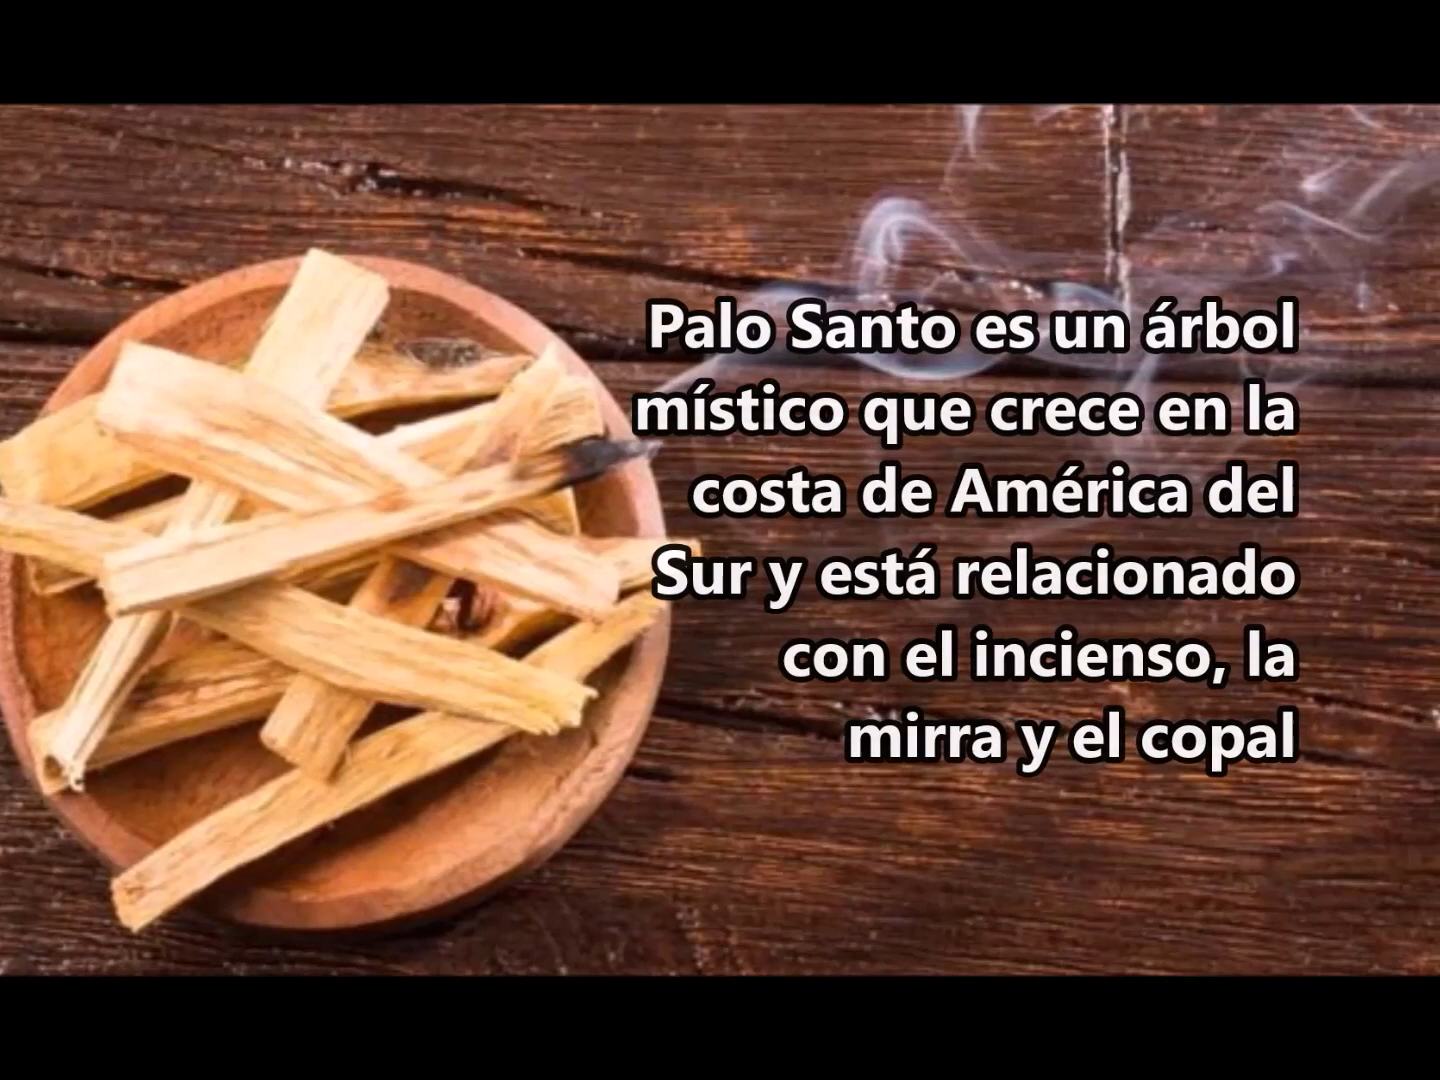 Palo Santo es un árbol
místico que crece en la
costa de América del
Sur y está relacionado
con el incienso, la
mirra y el copal